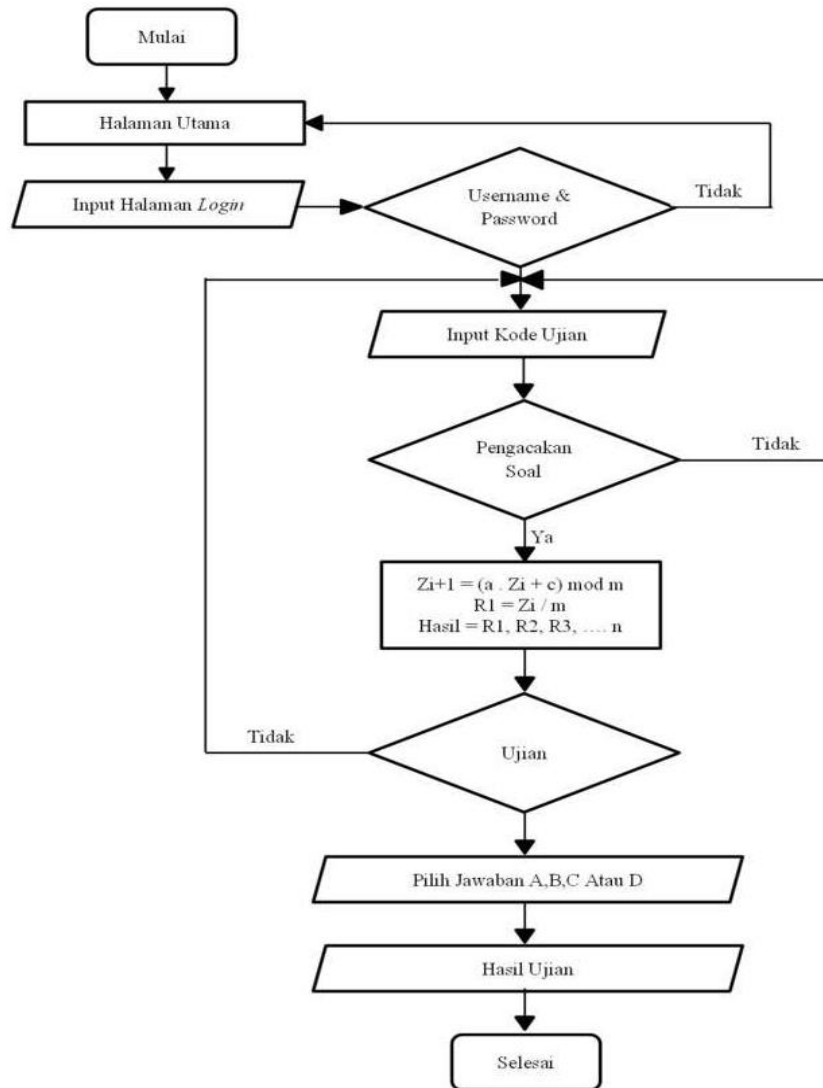 Mulai
Halaman Utama
Input Halaman Login
Username &
Password
Tidak
Input Kode Ujian
Pengacakan
Soal
Tidak
Ya
Zi+1 = (a . Zi + c) mod m
R1 = Zi / m
Hasil = R1, R2, R3, .... n
Tidak
Ujian
Pilih Jawaban A,B,C Atau D
Hasil Ujian
Selesai